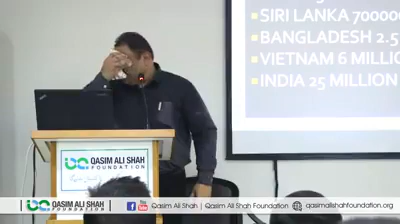 SIRI LANKA 700000
BANGLADESH 2.5
VIETNAM 6 MILLIO
INDIA 25 MILLION
QASIM ALI SHAH
FOUNDATION
QASIM ALI SHAH
FOUNDATION
Qasim Ali Shah | Qasim Ali Shah Foundation
qasimalishahfoundation.org